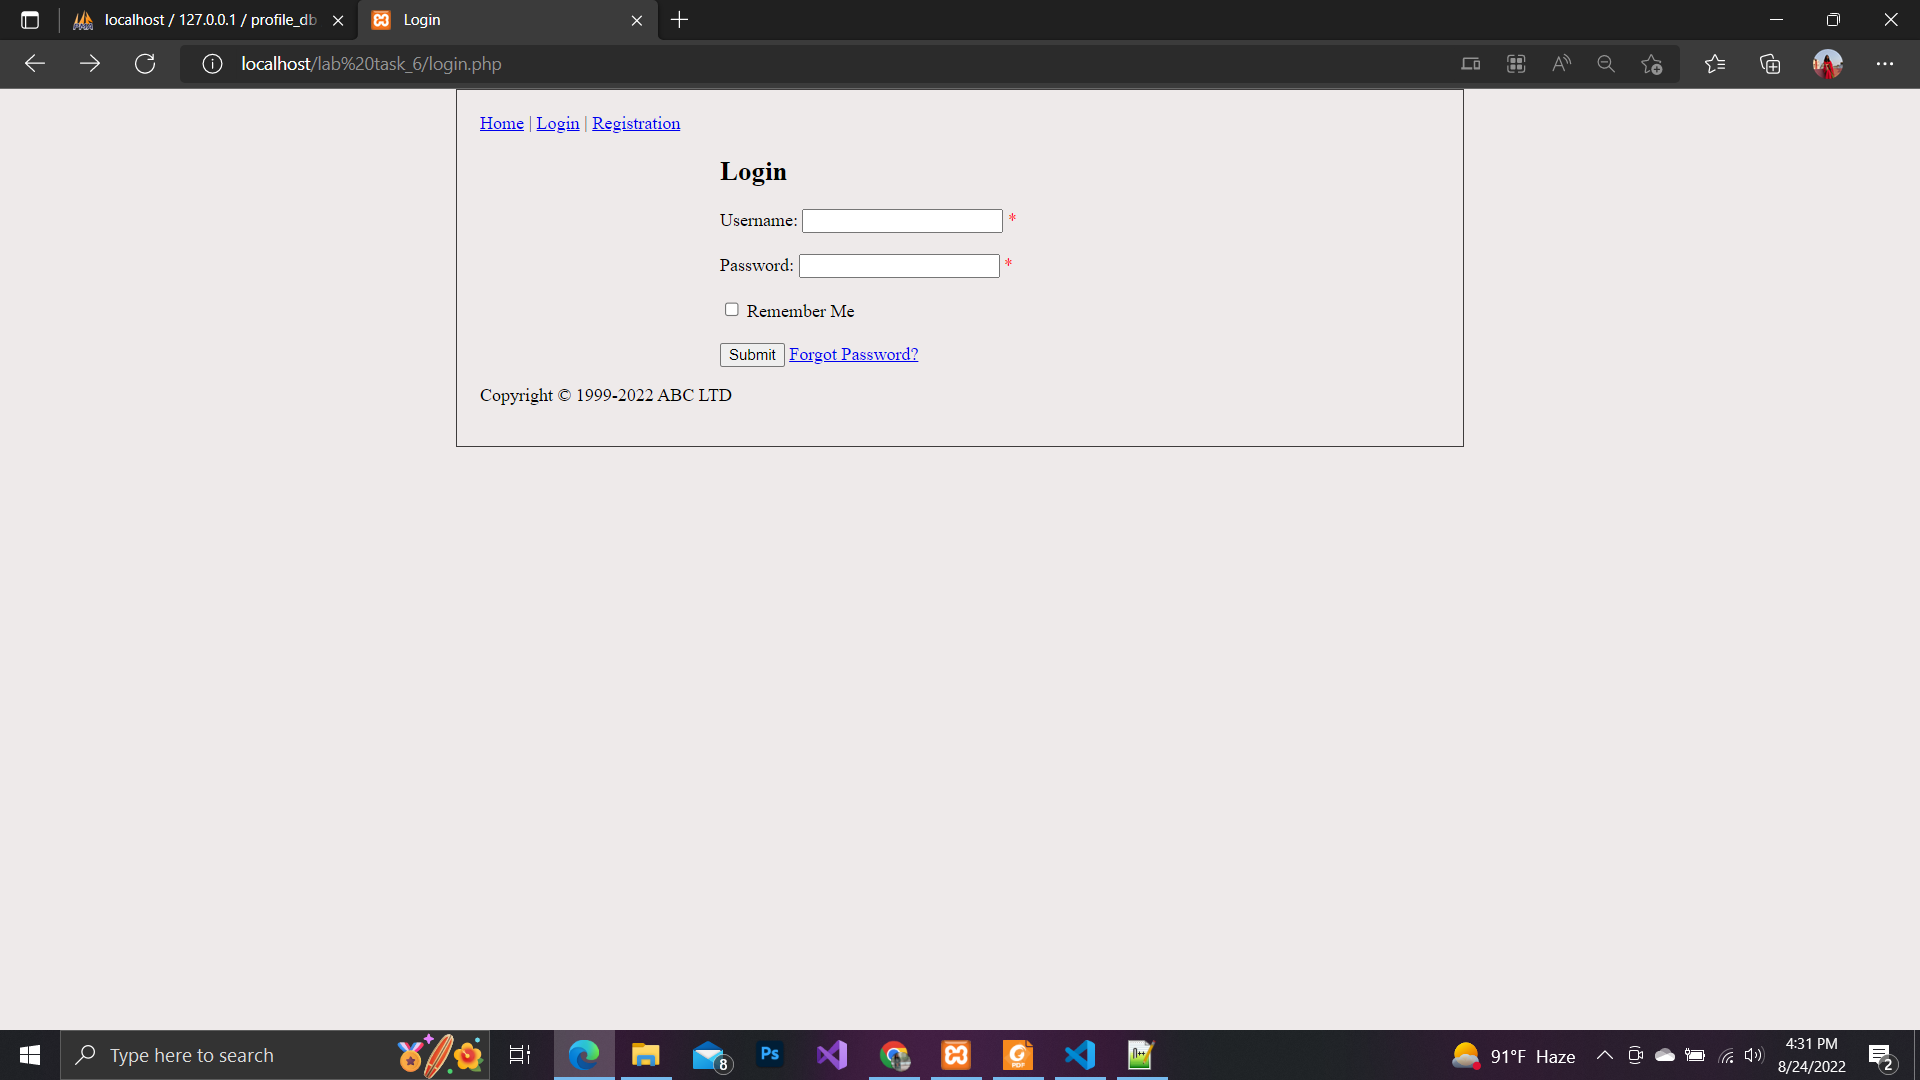 localhost / 127.0.0.1 / profile_db
Login
localhost/lab%20task_6/login.php
Home | Login | Registration
Login
Username: *
Password: *
Remember Me
Submit Forgot Password?
Copyright © 1999-2022 ABC LTD
Type here to search
8
Ps
91°F Haze
4:31 PM
8/24/2022
2